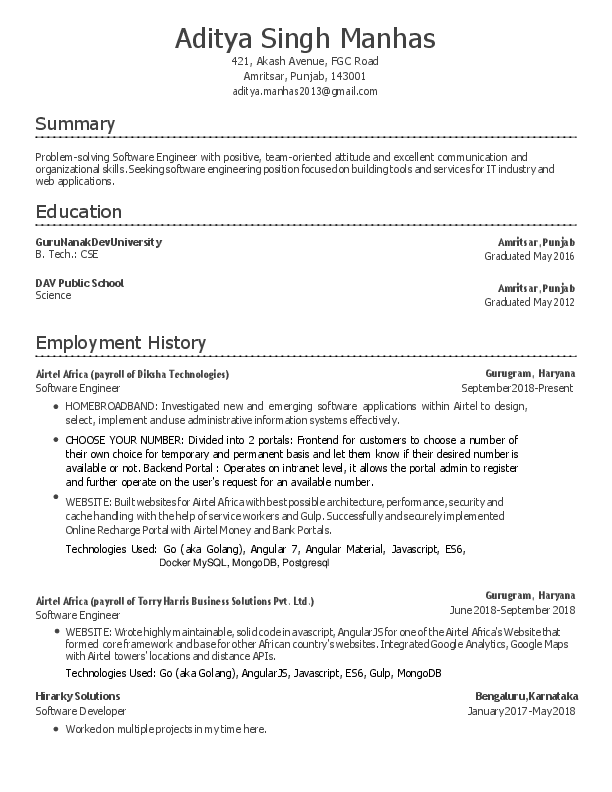 Aditya Singh Manhas
421, Akash Avenue, FGC Road
Amritsar, Punjab, 143001
aditya.manhas2013@gmail.com
Summary
Problem-solving Software Engineer with positive, team-oriented attitude and excellent communication and
organizational skills. Seeking software engineering position focused on building tools and services for IT industry and
web applications.
Education
GuruNanakDevUniversity Amritsar, Punjab
B. Tech.: CSE Graduated May 2016
DAV Public School Amritsar, Punjab
Science Graduated May 2012
Employment History
Airtel Africa (payroll of Diksha Technologies) Gurugram, Haryana
Software Engineer September2018-Present
• HOMEBROADBAND: Investigated new and emerging software applications within Airtel to design,
select, implement and use administrative information systems effectively.
• CHOOSE YOUR NUMBER: Divided into 2 portals: Frontend for customers to choose a number of
their own choice for temporary and permanent basis and let them know if their desired number is
available or not. Backend Portal : Operates on intranet level, it allows the portal admin to register
and further operate on the user's request for an available number.
• WEBSITE: Built websites for Airtel Africa with best possible architecture, performance, security and
cache handling with the help of service workers and Gulp. Successfully and securely implemented
Online Recharge Portal with Airtel Money and Bank Portals.
Technologies Used: Go (aka Golang), Angular 7, Angular Material, Javascript, ES6,
Docker MySQL, MongoDB, Postgresql
Airtel Africa (payroll of Torry Harris Business Solutions Pvt. Ltd.) Gurugram, Haryana
Software Engineer June 2018-September 2018
• WEBSITE: Wrote highly maintainable, solid code in avascript, AngularJS for one of the Airtel Africa's Website that
formed core framework and base for other African country's websites. Integrated Google Analytics, Google Maps
with Airtel towers' locations and distance APIs.
Technologies Used: Go (aka Golang), AngularJS, Javascript, ES6, Gulp, MongoDB
Hirarky Solutions Bengaluru,Karnataka
Software Developer January2017-May2018
• Worked on multiple projects in my time here.